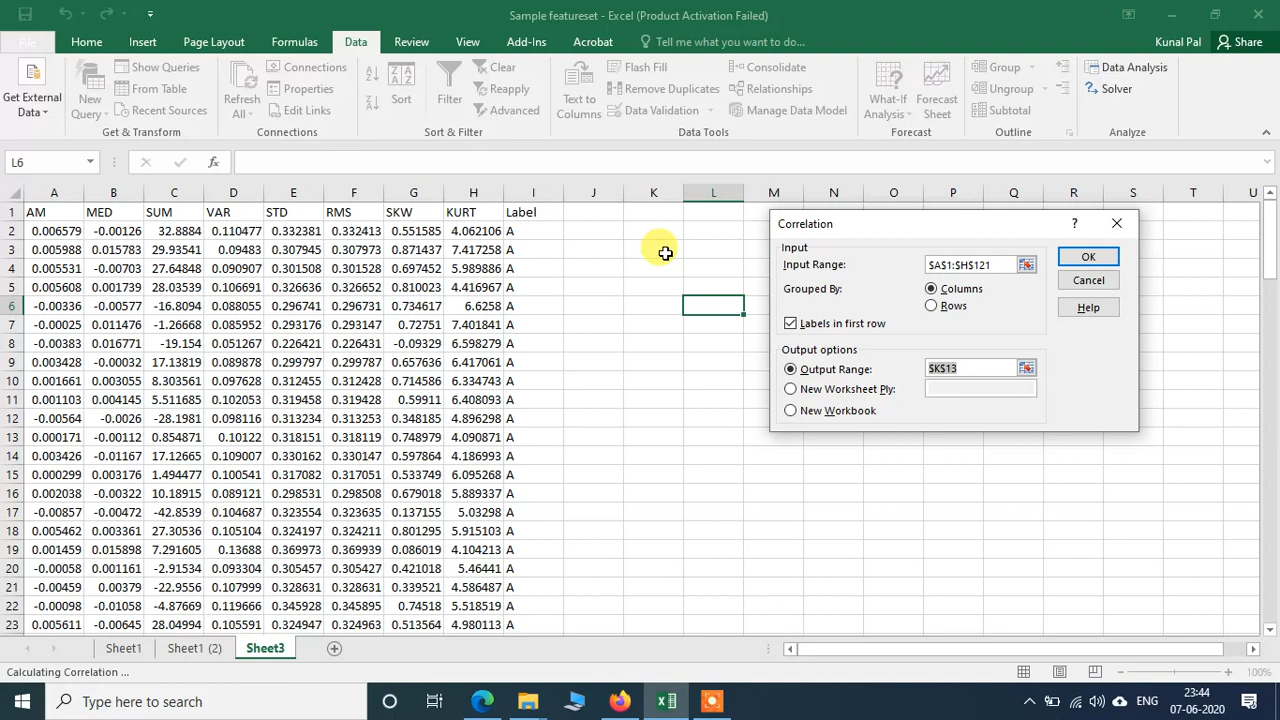 Sample featureset - Excel (Product Activation Failed)
File Home Insert Page Layout Formulas Data Review View Add-Ins Acrobat Tell me what you want to do... Kunal Pal Share
Show Queries Connections Clear Flash Fill Consolidate Group Data Analysis
From Table Properties Reapply Remove Duplicates Relationships Ungroup Solver
Get External Data New Query Recent Sources Refresh All Edit Links Sort Filter Advanced Text to Columns Data Validation Manage Data Model What-If Analysis Forecast Sheet Subtotal
Get & Transform Connections Sort & Filter Data Tools Forecast Outline Analyze
L6 fx
A B C D E F G H I J K L M N O P Q R S T U
1 AM MED SUM VAR STD RMS SKW KURT Label
2 0.006579 -0.00126 32.8884 0.110477 0.332381 0.332413 0.551585 4.062106 A
3 0.005988 0.015783 29.93541 0.09483 0.307945 0.307973 0.871437 7.417258 A
4 0.005531 -0.00703 27.64848 0.090907 0.301508 0.301528 0.697452 5.989886 A
5 0.005608 0.001739 28.03539 0.106691 0.326636 0.326652 0.810023 4.416967 A
6 -0.00336 -0.00577 -16.8094 0.088055 0.296741 0.296731 0.734617 6.6258 A
7 -0.00025 0.011476 -1.26668 0.085952 0.293176 0.293147 0.72751 7.401841 A
8 -0.00383 0.016771 -19.154 0.051267 0.226421 0.226431 -0.09329 6.598279 A
9 0.003428 -0.00032 17.13819 0.089878 0.299797 0.299787 0.657636 6.417061 A
10 0.001661 0.003055 8.303561 0.097628 0.312455 0.312428 0.714586 6.334743 A
11 0.001103 0.004145 5.511685 0.102053 0.319458 0.319428 0.59911 6.408093 A
12 -0.00564 -0.0026 -28.1981 0.098116 0.313234 0.313253 0.348185 4.896298 A
13 0.000171 -0.00112 0.854871 0.10122 0.318151 0.318119 0.748979 4.090871 A
14 0.003426 -0.01167 17.12665 0.109007 0.330162 0.330147 0.597864 4.186993 A
15 0.000299 0.003176 1.494477 0.100541 0.317082 0.317051 0.533749 6.095268 A
16 0.002038 -0.00322 10.18915 0.089121 0.298531 0.298508 0.679018 5.889337 A
17 -0.00857 -0.00472 -42.8539 0.104687 0.323554 0.323635 0.137155 5.03298 A
18 0.005462 0.003361 27.30536 0.105104 0.324197 0.324211 0.801295 5.915103 A
19 0.001459 0.015898 7.291605 0.13688 0.369973 0.369939 0.086019 4.104213 A
20 -0.00058 0.001161 -2.91534 0.093304 0.305457 0.305427 0.421018 5.46441 A
21 -0.00459 0.00379 -22.9556 0.107999 0.328631 0.328631 0.339521 4.586487 A
22 -0.00098 -0.01058 -4.87669 0.119666 0.345928 0.345895 0.74518 5.518519 A
23 0.005611 -0.00645 28.04994 0.105591 0.324947 0.324963 0.513564 4.980113 A
Correlation ?
Input
Input Range: $A$1:$H$121 OK
Grouped By: Columns Cancel
Rows Help
Labels in first row
Output options
Output Range: $K$13
New Worksheet Ply:
New Workbook
Sheet1 Sheet1 (2) Sheet3
Calculating Correlation ... 100%
Type here to search ENG 23:44
07-06-2020